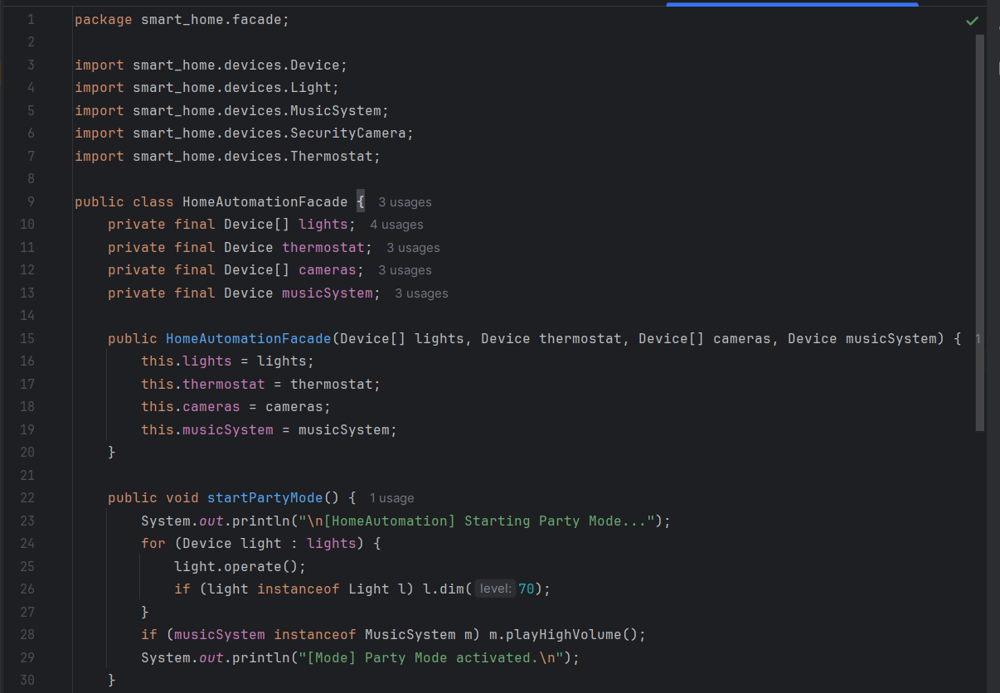 1 package smart_home.facade;
2
3 import smart_home.devices.Device;
4 import smart_home.devices.Light;
5 import smart_home.devices.MusicSystem;
6 import smart_home.devices.SecurityCamera;
7 import smart_home.devices.Thermostat;
8
9 public class HomeAutomationFacade { 3 usages
10 private final Device[] lights; 4 usages
11 private final Device thermostat; 3 usages
12 private final Device[] cameras; 3 usages
13 private final Device musicSystem; 3 usages
14
15 public HomeAutomationFacade(Device[] lights, Device thermostat, Device[] cameras, Device musicSystem) { 1
16 this.lights = lights;
17 this.thermostat = thermostat;
18 this.cameras = cameras;
19 this.musicSystem = musicSystem;
20 }
21
22 public void startPartyMode() { 1 usage
23 System.out.println("\n[HomeAutomation] Starting Party Mode...");
24 for (Device light : lights) {
25 light.operate();
26 if (light instanceof Light l) l.dim( level: 70);
27 }
28 if (musicSystem instanceof MusicSystem m) m.playHighVolume();
29 System.out.println("[Mode] Party Mode activated.\n");
30 }